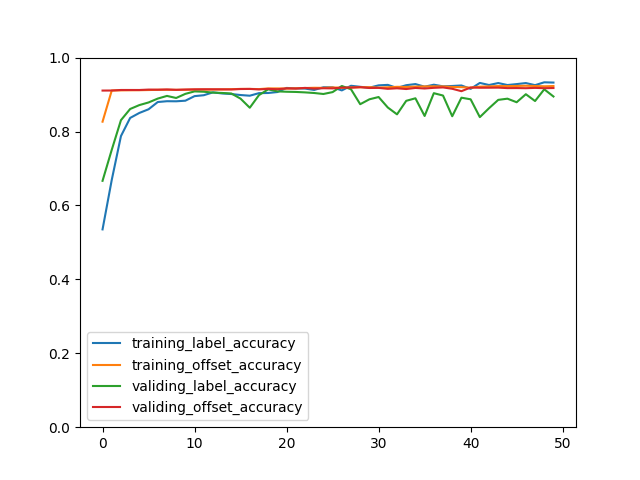 1.0
0.8
0.6
0.4
0.2
0.0
training_label_accuracy
training_offset_accuracy
validing_label_accuracy
validing_offset_accuracy
0 10 20 30 40 50